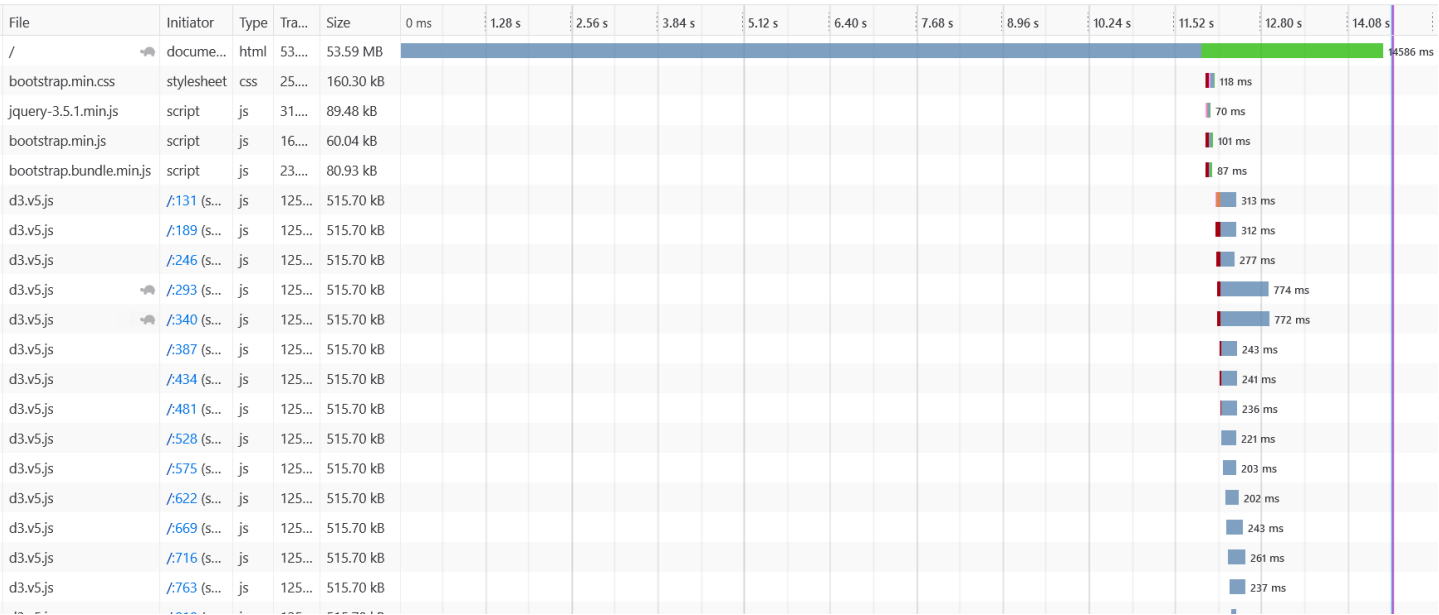 File Initiator Type Tra... Size 0 ms 1.28 s 2.56 s 3.84 s 5.12 s 6.40 s 7.68 s 8.96 s 10.24 s 11.52 s 12.80 s 14.08 s
/ docume... html 53.... 53.59 MB 14586 ms
bootstrap.min.css stylesheet css 25.... 160.30 kB 118 ms
jquery-3.5.1.min.js script js 31.... 89.48 kB 70 ms
bootstrap.min.js script js 16.... 60.04 kB 101 ms
bootstrap.bundle.min.js script js 23.... 80.93 kB 87 ms
d3.v5.js /:131 (s... js 125... 515.70 kB 313 ms
d3.v5.js /:189 (s... js 125... 515.70 kB 312 ms
d3.v5.js /:246 (s... js 125... 515.70 kB 277 ms
d3.v5.js /:293 (s... js 125... 515.70 kB 774 ms
d3.v5.js /:340 (s... js 125... 515.70 kB 772 ms
d3.v5.js /:387 (s... js 125... 515.70 kB 243 ms
d3.v5.js /:434 (s... js 125... 515.70 kB 241 ms
d3.v5.js /:481 (s... js 125... 515.70 kB 236 ms
d3.v5.js /:528 (s... js 125... 515.70 kB 221 ms
d3.v5.js /:575 (s... js 125... 515.70 kB 203 ms
d3.v5.js /:622 (s... js 125... 515.70 kB 202 ms
d3.v5.js /:669 (s... js 125... 515.70 kB 243 ms
d3.v5.js /:716 (s... js 125... 515.70 kB 261 ms
d3.v5.js /:763 (s... js 125... 515.70 kB 237 ms